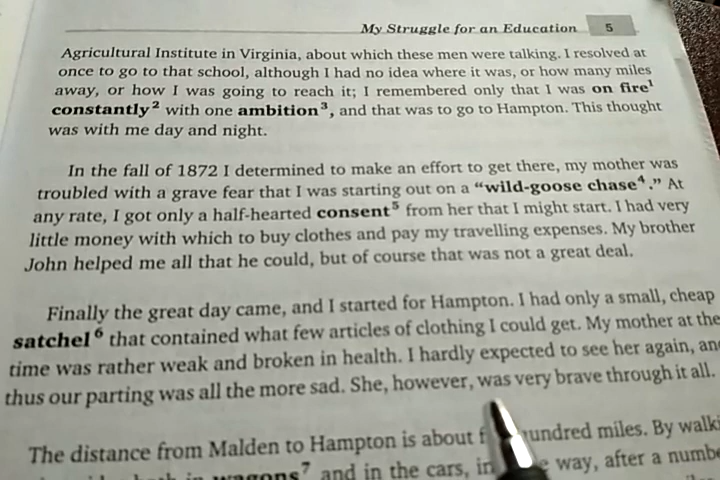 My Struggle for an Education 5
Agricultural Institute in Virginia, about which these men were talking. I resolved at
once to go to that school, although I had no idea where it was, or how many miles
away, or how I was going to reach it; I remembered only that I was on fire¹
constantly² with one ambition³, and that was to go to Hampton. This thought
was with me day and night.
In the fall of 1872 I determined to make an effort to get there, my mother was
troubled with a grave fear that I was starting out on a “wild-goose chase⁴.” At
any rate, I got only a half-hearted consent⁵ from her that I might start. I had very
little money with which to buy clothes and pay my travelling expenses. My brother
John helped me all that he could, but of course that was not a great deal.
Finally the great day came, and I started for Hampton. I had only a small, cheap
satchel⁶ that contained what few articles of clothing I could get. My mother at the
time was rather weak and broken in health. I hardly expected to see her again, and
thus our parting was all the more sad. She, however, was very brave through it all.
The distance from Malden to Hampton is about hundred miles. By
wagons⁷ and in the cars, in way, after a